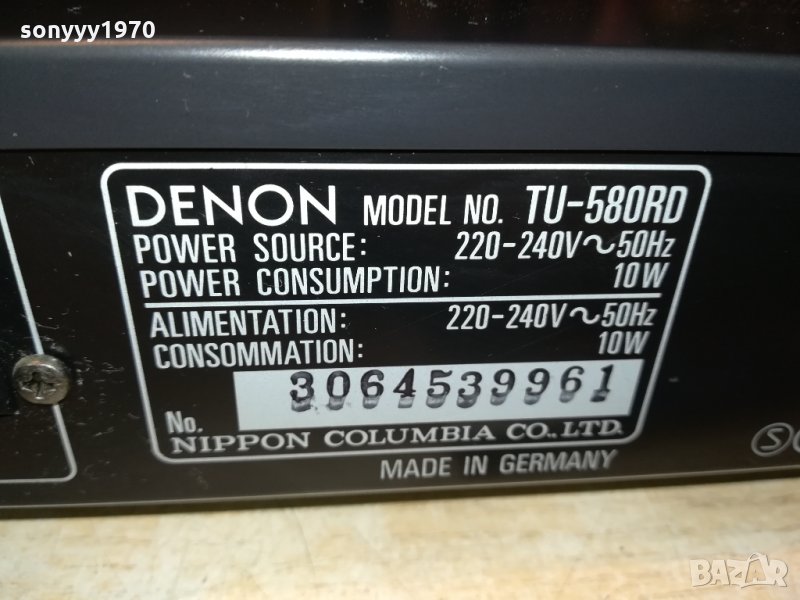 sonyyy1970
DENON MODEL NO. TU-580RD
POWER SOURCE: 220-240V～50Hz
POWER CONSUMPTION: 10W
ALIMENTATION: 220-240V～50Hz
CONSOMMATION: 10W
No. 3064539961
NIPPON COLUMBIA CO., LTD.
MADE IN GERMANY
S
BAZAR